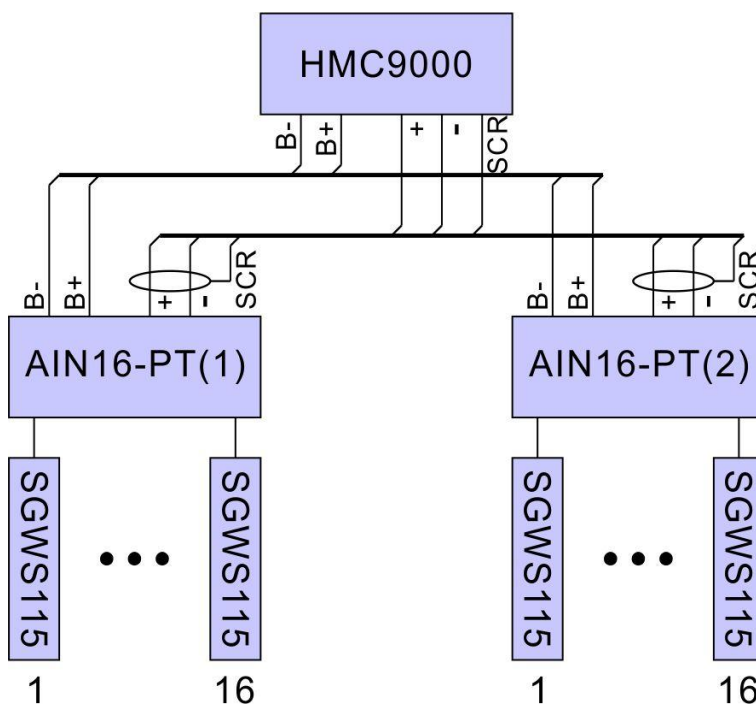 HMC9000
B- B+ + - SCR
B- B+ + - SCR
B- B+ + - SCR
AIN16-PT(1)
AIN16-PT(2)
SGWS115
SGWS115
SGWS115
SGWS115
1 16 1 16